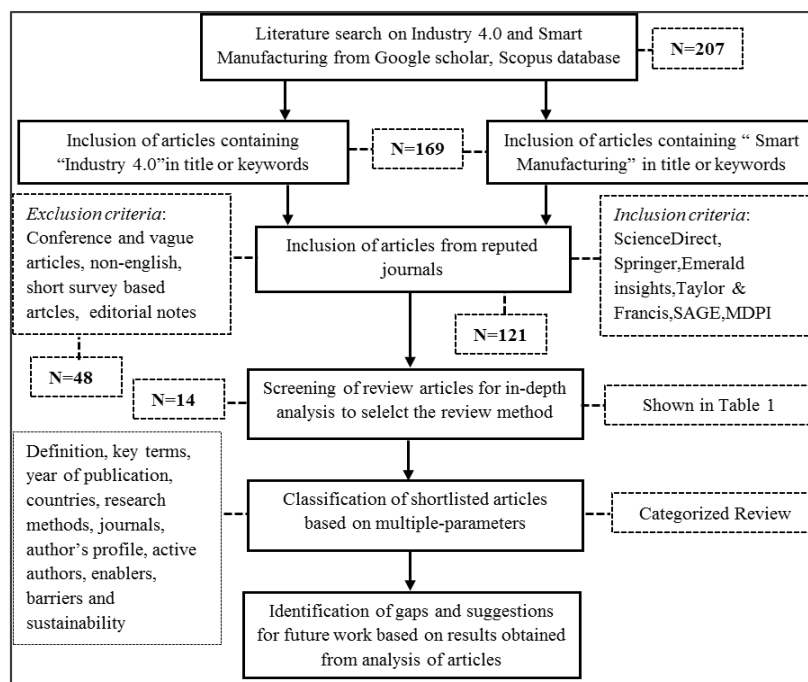 Literature search on Industry 4.0 and Smart
Manufacturing from Google scholar, Scopus database
N=207
Inclusion of articles containing
“Industry 4.0”in title or keywords
N=169
Inclusion of articles containing “ Smart
Manufacturing” in title or keywords
Exclusion criteria:
Conference and vague
articles, non-english,
short survey based
artcles, editorial notes
Inclusion of articles from reputed
journals
Inclusion criteria:
ScienceDirect,
Springer,Emerald
insights,Taylor &
Francis,SAGE,MDPI
N=121
N=48
N=14
Screening of review articles for in-depth
analysis to selelct the review method
Shown in Table 1
Definition, key terms,
year of publication,
countries, research
methods, journals,
author’s profile, active
authors, enablers,
barriers and
sustainability
Classification of shortlisted articles
based on multiple-parameters
Categorized Review
Identification of gaps and suggestions
for future work based on results obtained
from analysis of articles